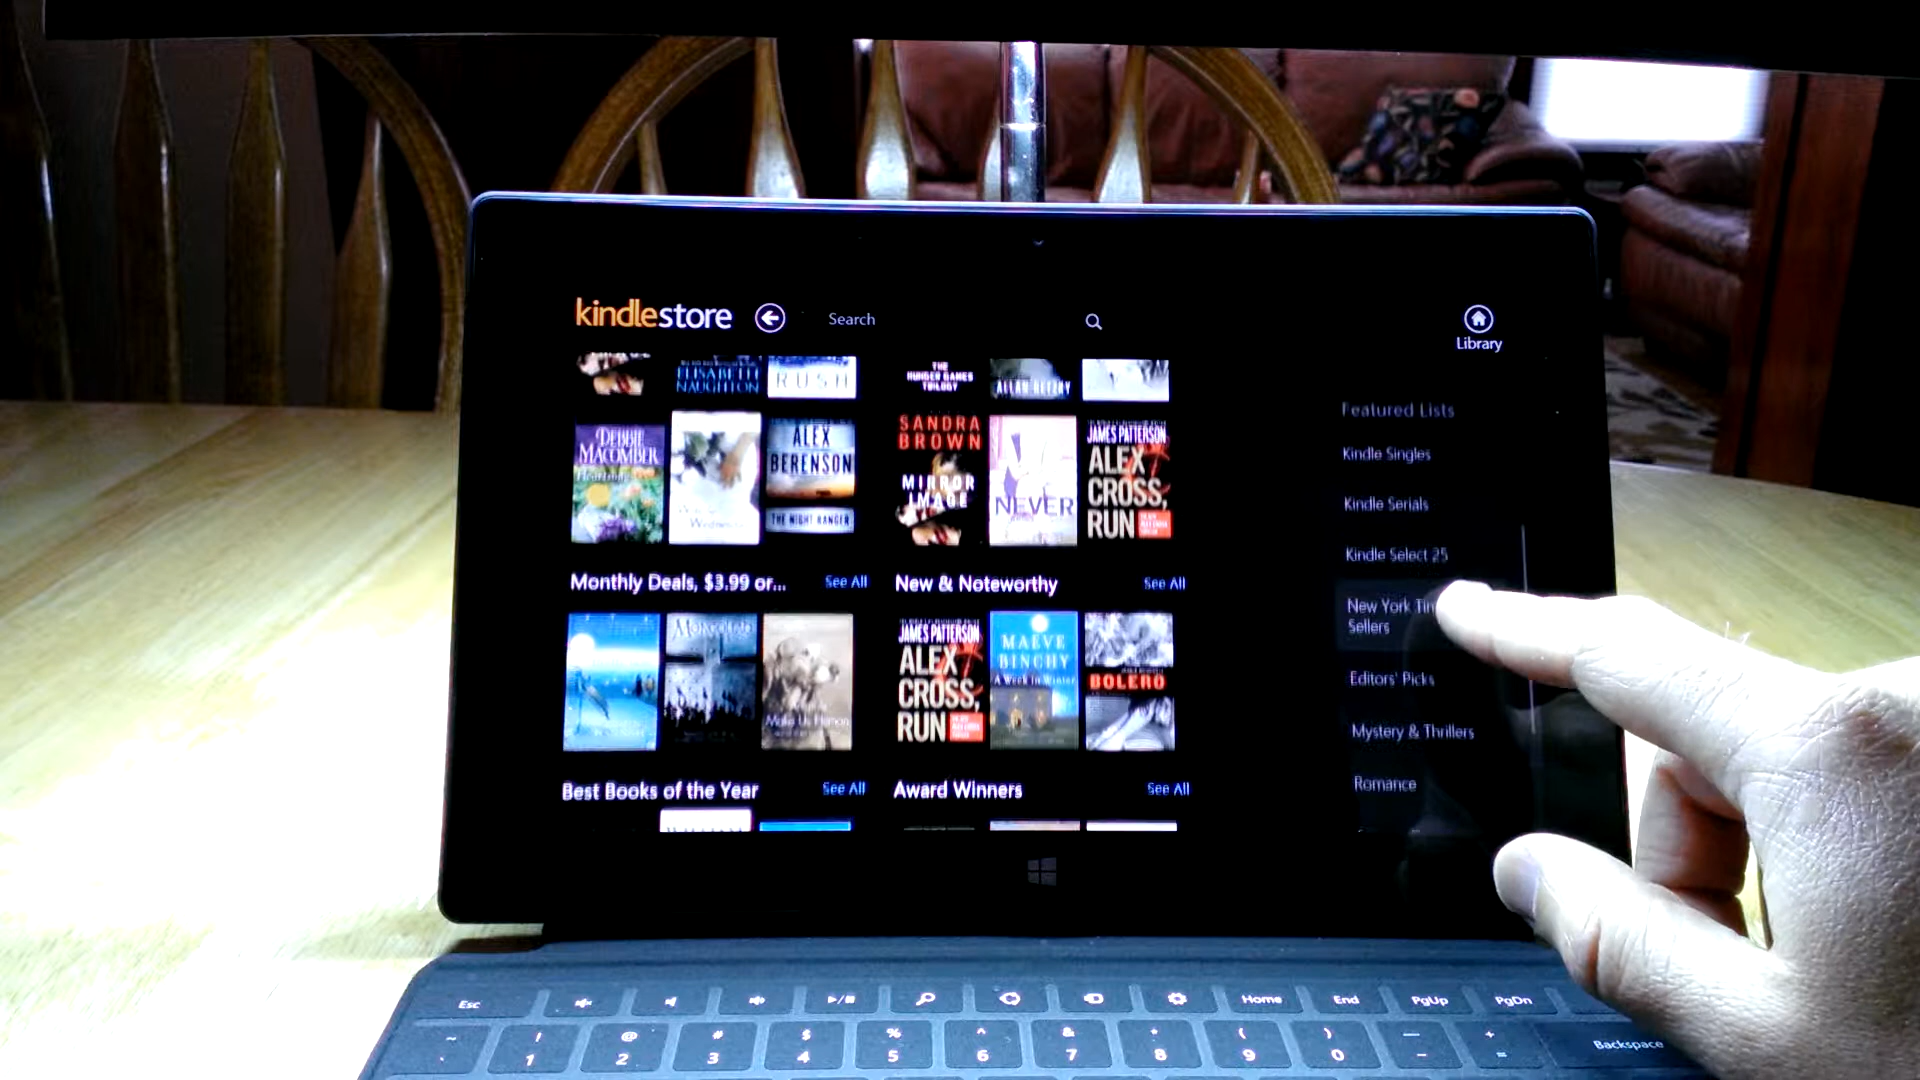 kindlestore
Search
Library
ELISABETH
NAUGHTON
RUSH
THE
HUNGER GAMES
TRILOGY
DEBBIE
MACOMBER
ALEX
BERENSON
THE NIGHT RANGER
SANDRA
BROWN
MIRROR
IMAGE
NEVER
JAMES PATTERSON
ALEX
CROSS,
RUN
Monthly Deals, $3.99 or...
See All
New & Noteworthy
See All
Make Us Human
JAMES PATTERSON
ALEX
CROSS,
RUN
MAEVE
BINCHY
A Week in Winter
BOLERO
Best Books of the Year
See All
Award Winners
See All
Featured Lists
Kindle Singles
Kindle Serials
Kindle Select 25
New York Tim
Sellers
Editors' Picks
Mystery & Thrillers
Romance
Esc
Home
End
PgUp
PgDn
~ ! @ # $ % ^ & * ( ) — +
` 1 2 3 4 5 6 7 8 9 0 - =
Backspace